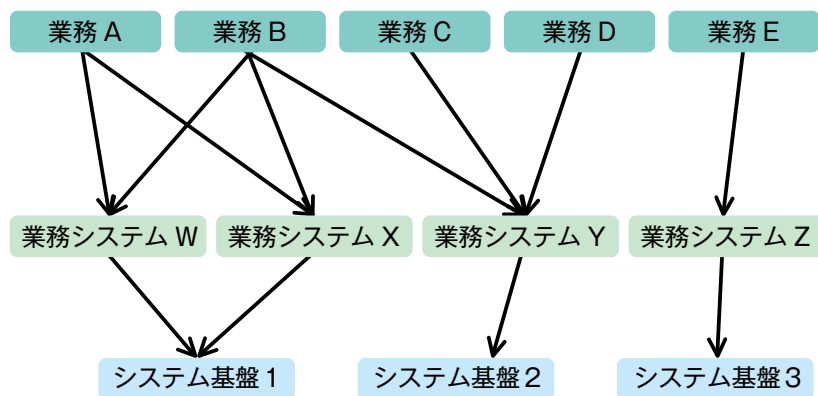 業務 A
業務 B
業務 C
業務 D
業務 E
業務システム W
業務システム X
業務システム Y
業務システム Z
システム基盤 1
システム基盤 2
システム基盤 3